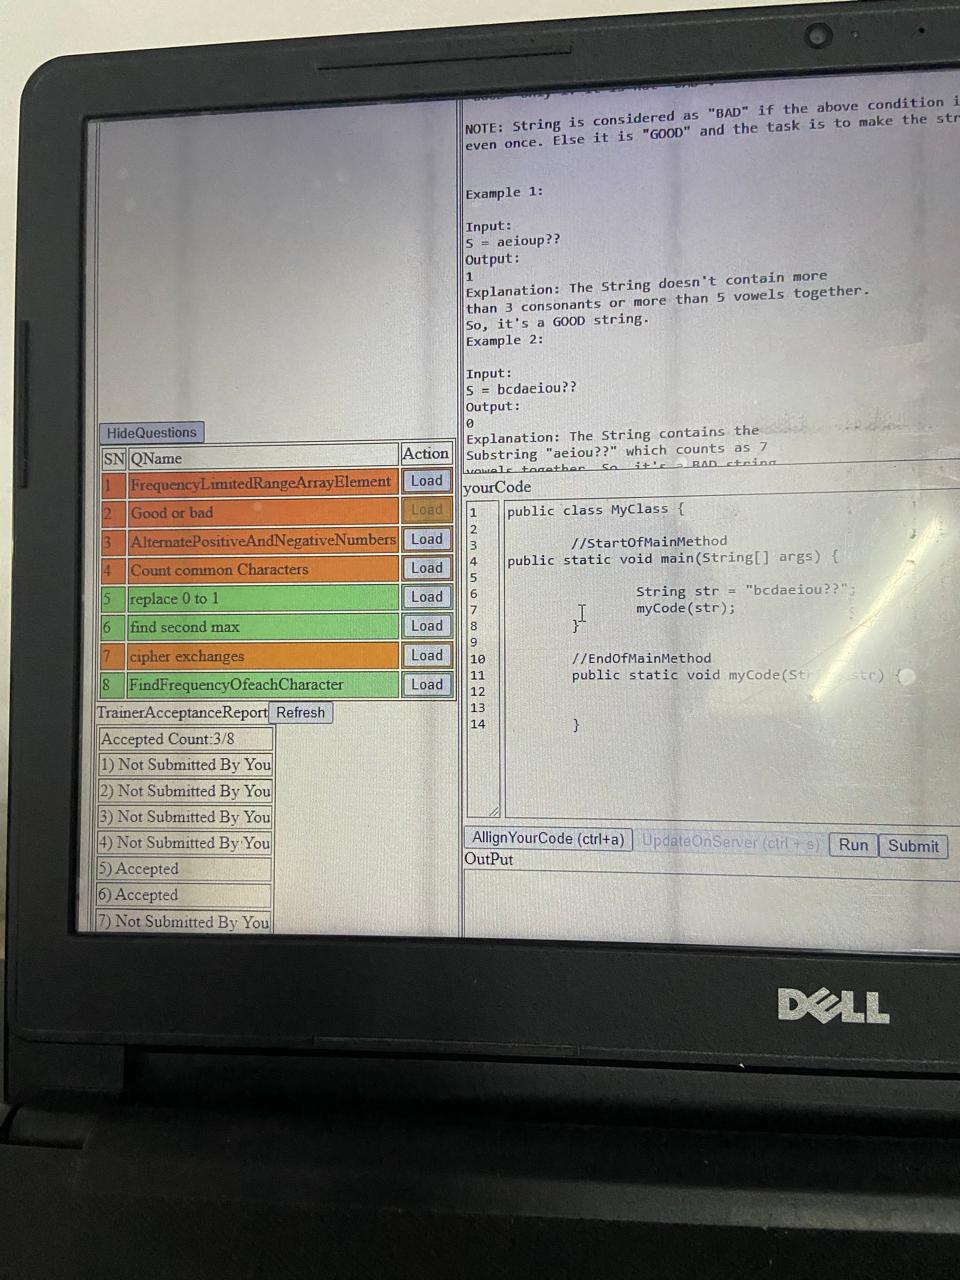 NOTE: String is considered as "BAD" if the above condition i
even once. Else it is "GOOD" and the task is to make the str
Example 1:
Input:
S = aeioup??
Output:
1
Explanation: The String doesn't contain more
than 3 consonants or more than 5 vowels together.
So, it's a GOOD string.
Example 2:
Input:
S = bcdaeiou??
Output:
0
Explanation: The String contains the
Substring "aeiou??" which counts as 7
vowels together. So, it's a BAD string
HideQuestions
SN QName Action
1 FrequencyLimitedRangeArrayElement Load
2 Good or bad Load
3 AlternatePositiveAndNegativeNumbers Load
4 Count common Characters Load
5 replace 0 to 1 Load
6 find second max Load
7 cipher exchanges Load
8 FindFrequencyOfeachCharacter Load
TrainerAcceptanceReport Refresh
Accepted Count:3/8
1) Not Submitted By You
2) Not Submitted By You
3) Not Submitted By You
4) Not Submitted By You
5) Accepted
6) Accepted
7) Not Submitted By You
yourCode
1 public class MyClass {
2
3 //StartOfMainMethod
4 public static void main(String[] args) {
5
6 String str = "bcdaeiou??";
7 myCode(str);
8 }
9
10 //EndOfMainMethod
11 public static void myCode(St str) {
12
13
14 }
AllignYourCode (ctrl+a) UpdateOnServer (ctrl + s) Run Submit
OutPut
DELL